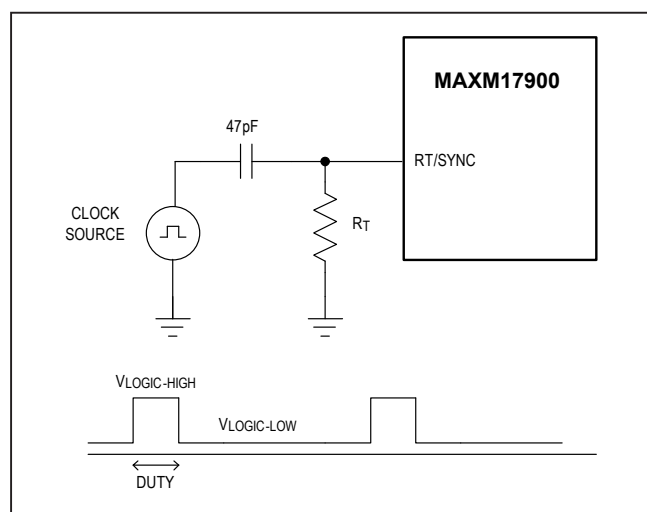 MAXM17900
47pF
RT/SYNC
CLOCK
SOURCE
RT
VLOGIC-HIGH
VLOGIC-LOW
DUTY